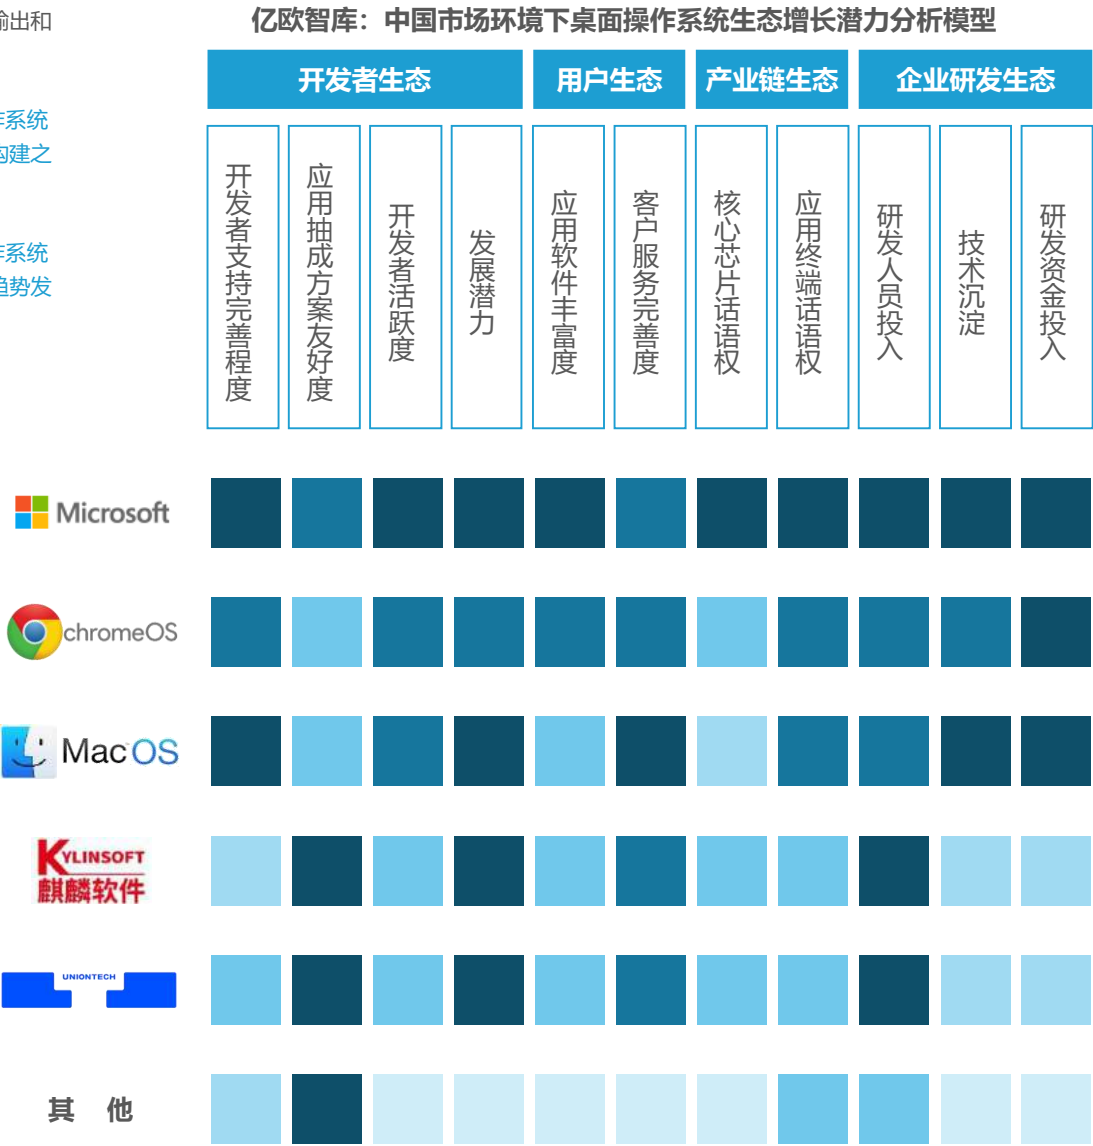 输出和
作系统
构建之
作系统
趋势发
亿欧智库：中国市场环境下桌面操作系统生态增长潜力分析模型
开发者生态
用户生态
产业链生态
企业研发生态
开发者支持完善程度
应用抽成方案友好度
开发者活跃度
发展潜力
应用软件丰富度
客户服务完善度
核心芯片话语权
应用终端话语权
研发人员投入
技术沉淀
研发资金投入
Microsoft
chromeOS
MacOS
KYLINSOFT
麒麟软件
UNIONTECH
其 他